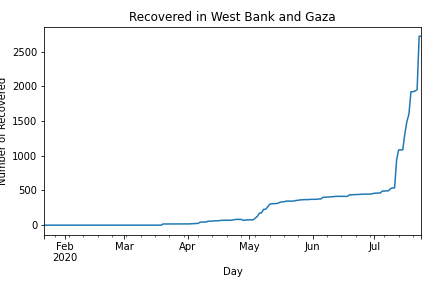 Recovered in West Bank and Gaza
2500
2000
1500
1000
500
0
Number of Recovered
Feb Mar Apr May Jun Jul
2020
Day